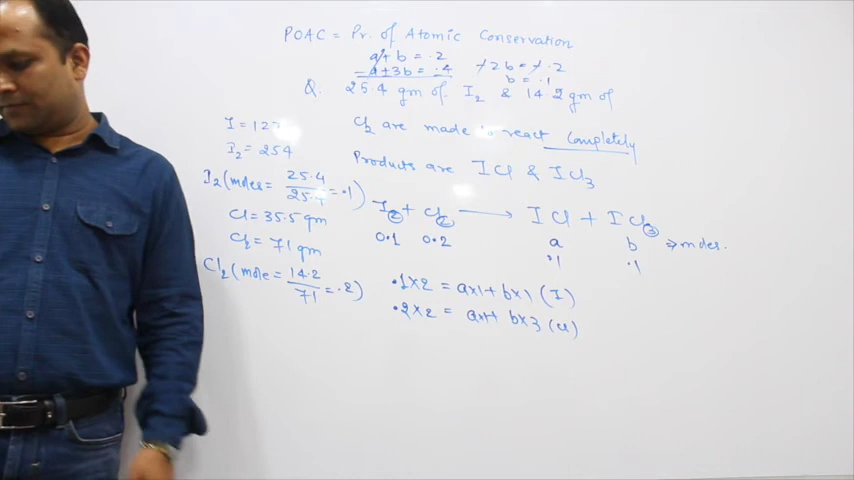 POAC = Pr. of Atomic Conservation
a + b = .2
- a + 3b = .4
-2b = -.2
b = .1
Q. 25.4 gm of I2 & 14.2 gm of
Cl2 are made to react Completely
Products are ICl & ICl3
I = 127
I2 = 254
I2 (moles = 25.4 / 25.4 = .1)
Cl = 35.5 gm
Cl2 = 71 gm
Cl2 (mole = 14.2 / 71 = .2)
I2 + Cl2 → ICl + ICl3
0.1 0.2 a b ⇒ moles.
.1 .1
.1×2 = a×1 + b×1 (I)
.2×2 = a×1 + b×3 (Cl)